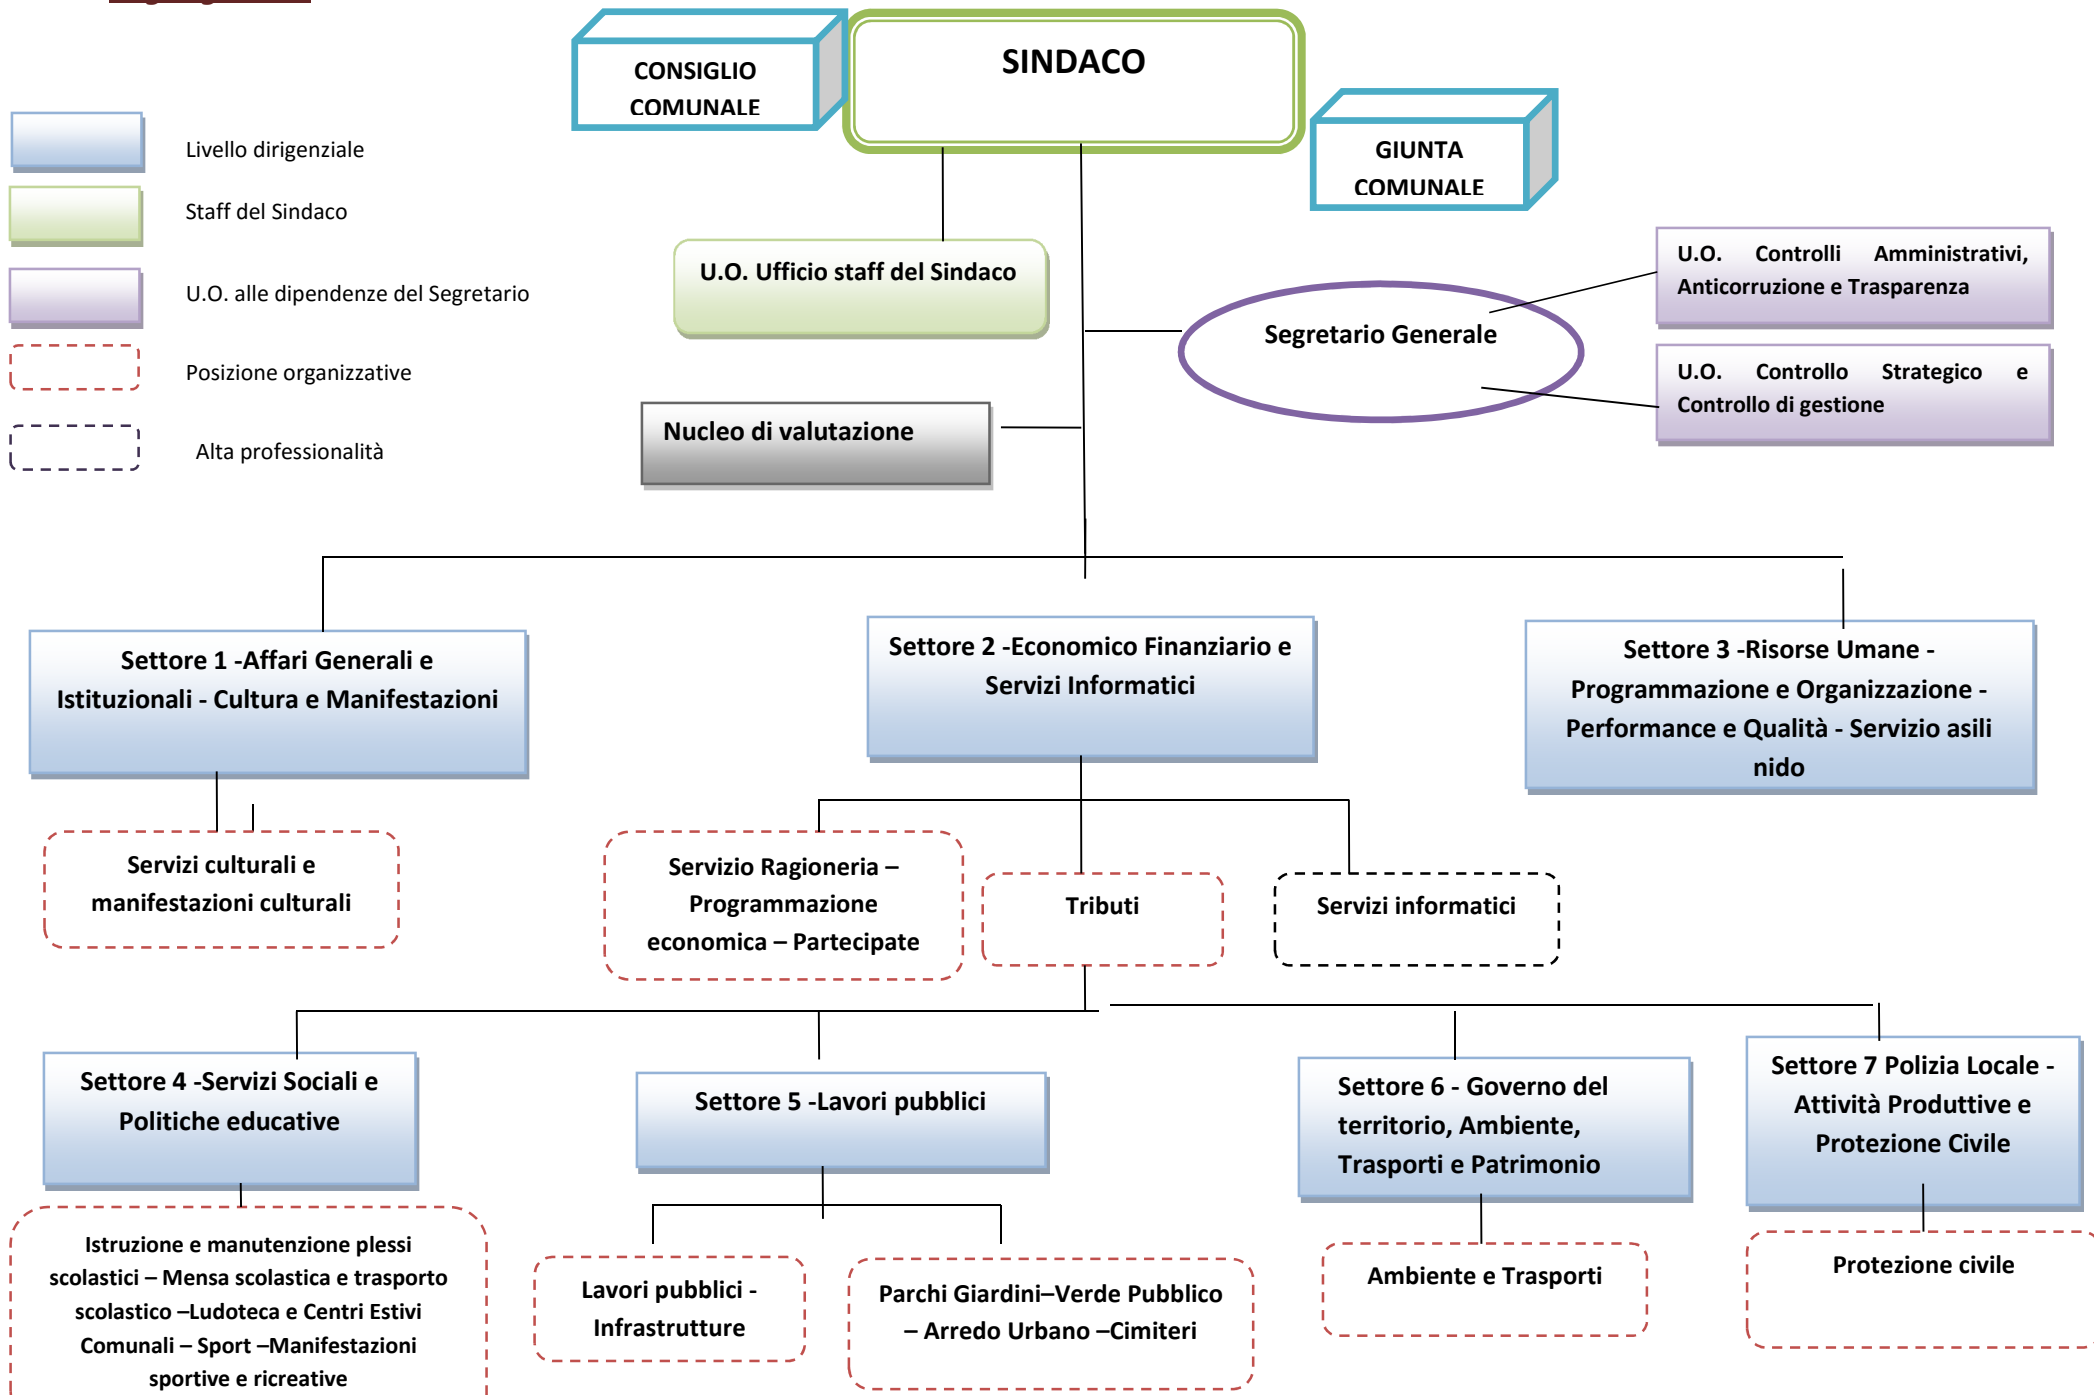 SINDACO
CONSIGLIO
COMUNALE
GIUNTA
COMUNALE
Livello dirigenziale
Staff del Sindaco
U.O. alle dipendenze del Segretario
Posizione organizzative
Alta professionalità
U.O. Ufficio staff del Sindaco
Segretario Generale
U.O. Controlli Amministrativi,
Anticorruzione e Trasparenza
U.O. Controllo Strategico e
Controllo di gestione
Nucleo di valutazione
Settore 1 -Affari Generali e
Istituzionali - Cultura e Manifestazioni
Settore 2 -Economico Finanziario e
Servizi Informatici
Settore 3 -Risorse Umane -
Programmazione e Organizzazione -
Performance e Qualità - Servizio asili
nido
Servizi culturali e
manifestazioni culturali
Servizio Ragioneria –
Programmazione
economica – Partecipate
Tributi
Servizi informatici
Settore 4 -Servizi Sociali e
Politiche educative
Settore 5 -Lavori pubblici
Settore 6 - Governo del
territorio, Ambiente,
Trasporti e Patrimonio
Settore 7 Polizia Locale -
Attività Produttive e
Protezione Civile
Istruzione e manutenzione plessi
scolastici – Mensa scolastica e trasporto
scolastico –Ludoteca e Centri Estivi
Comunali – Sport –Manifestazioni
sportive e ricreative
Lavori pubblici -
Infrastrutture
Parchi Giardini–Verde Pubblico
– Arredo Urbano –Cimiteri
Ambiente e Trasporti
Protezione civile